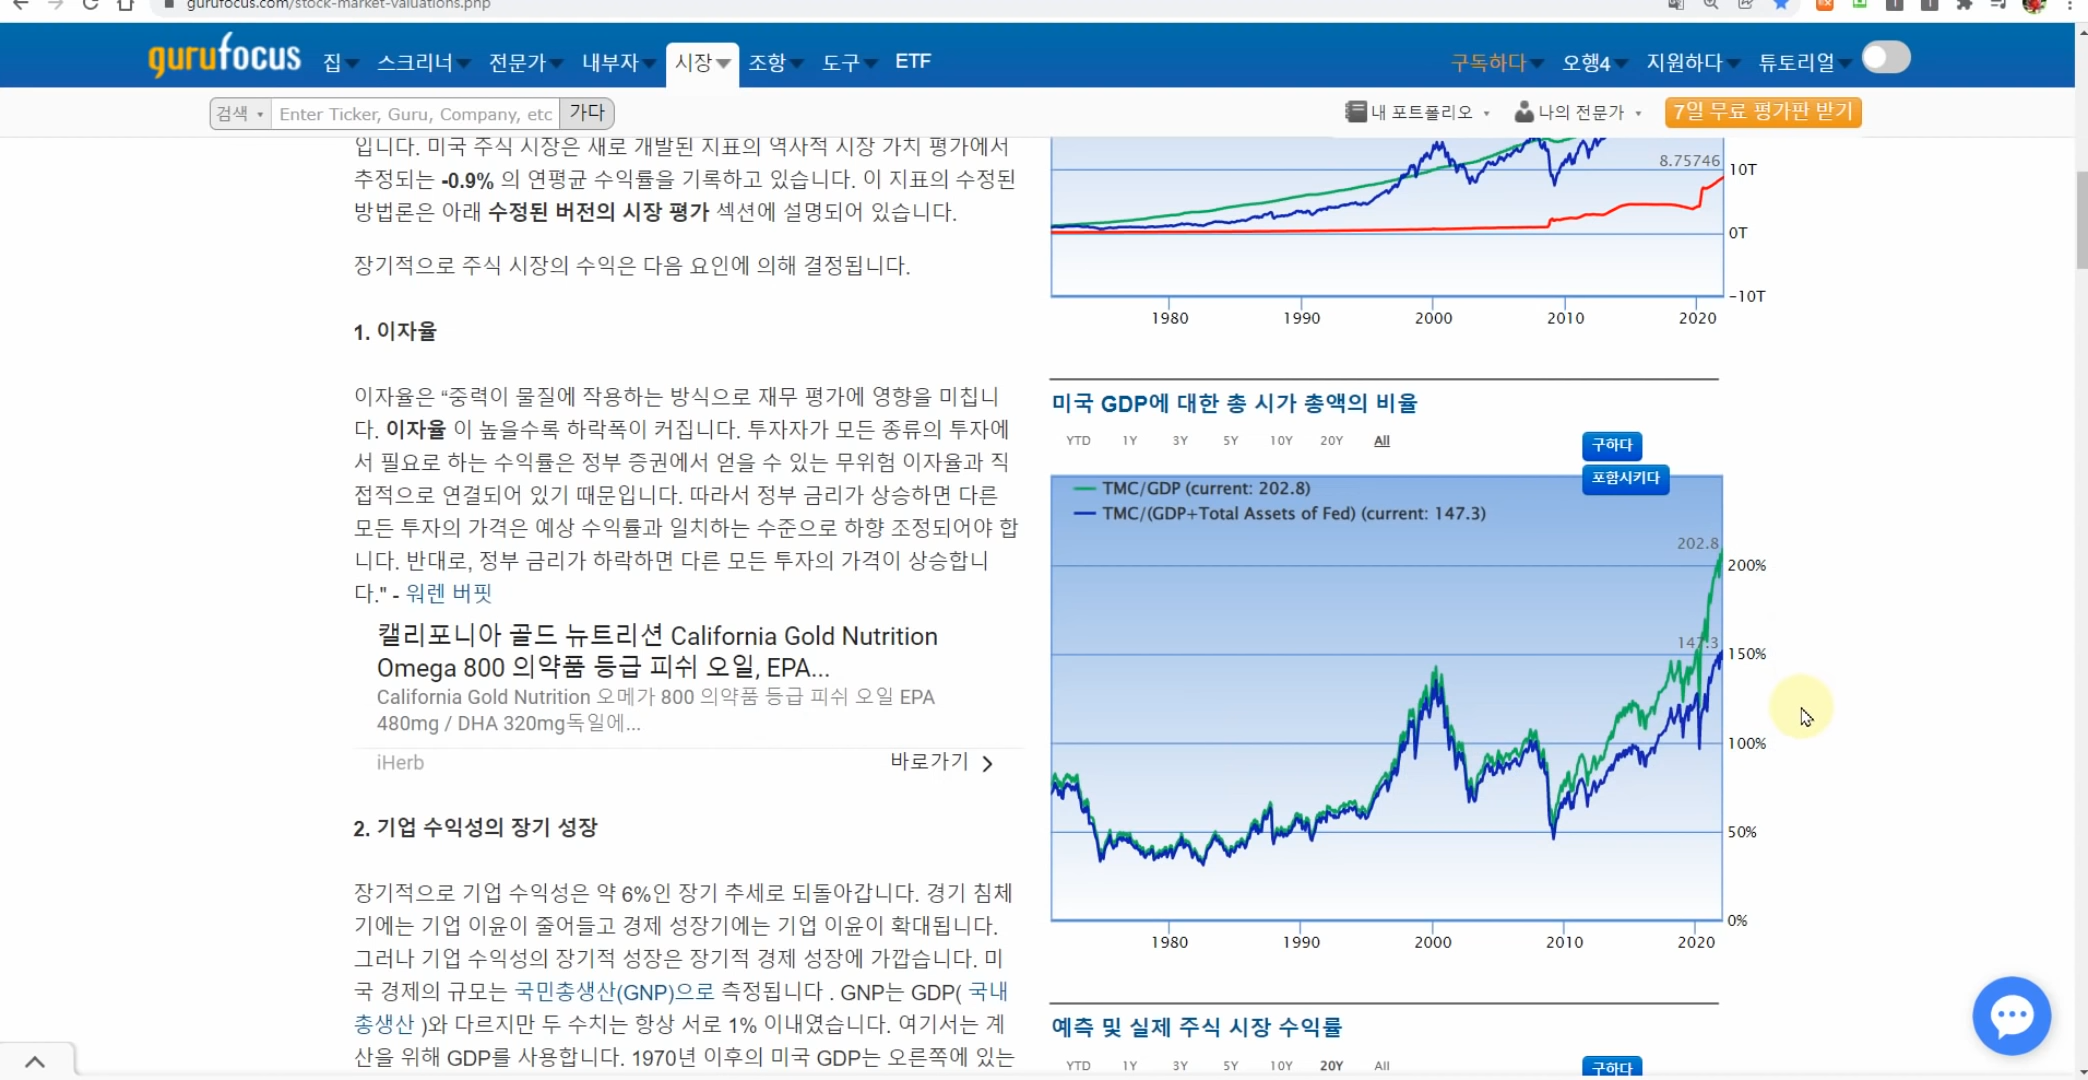 gurufocus.com/stock-market-valuations.php
gurufocus
집 스크리너 전문가 내부자 시장 조항 도구 ETF
구독하다 오행4 지원하다 튜토리얼
검색 Enter Ticker, Guru, Company, etc 가다
내 포트폴리오 나의 전문가 7일 무료 평가판 받기
입니다. 미국 주식 시장은 새로 개발된 지표의 역사적 시장 가치 평가에서
추정되는 -0.9% 의 연평균 수익률을 기록하고 있습니다. 이 지표의 수정된
방법론은 아래 수정된 버전의 시장 평가 섹션에 설명되어 있습니다.
장기적으로 주식 시장의 수익은 다음 요인에 의해 결정됩니다.
1. 이자율
이자율은 “중력이 물질에 작용하는 방식으로 재무 평가에 영향을 미칩니
다. 이자율 이 높을수록 하락폭이 커집니다. 투자자가 모든 종류의 투자에
서 필요로 하는 수익률은 정부 증권에서 얻을 수 있는 무위험 이자율과 직
접적으로 연결되어 있기 때문입니다. 따라서 정부 금리가 상승하면 다른
모든 투자의 가격은 예상 수익률과 일치하는 수준으로 하향 조정되어야 합
니다. 반대로, 정부 금리가 하락하면 다른 모든 투자의 가격이 상승합니
다." - 워렌 버핏
캘리포니아 골드 뉴트리션 California Gold Nutrition
Omega 800 의약품 등급 피쉬 오일, EPA...
California Gold Nutrition 오메가 800 의약품 등급 피쉬 오일 EPA
480mg / DHA 320mg독일에...
iHerb 바로가기
2. 기업 수익성의 장기 성장
장기적으로 기업 수익성은 약 6%인 장기 추세로 되돌아갑니다. 경기 침체
기에는 기업 이윤이 줄어들고 경제 성장기에는 기업 이윤이 확대됩니다.
그러나 기업 수익성의 장기적 성장은 장기적 경제 성장에 가깝습니다. 미
국 경제의 규모는 국민총생산(GNP)으로 측정됩니다 . GNP는 GDP( 국내
총생산 )와 다르지만 두 수치는 항상 서로 1% 이내였습니다. 여기서는 계
산을 위해 GDP를 사용합니다. 1970년 이후의 미국 GDP는 오른쪽에 있는
8.75746
10T
0T
-10T
1980 1990 2000 2010 2020
미국 GDP에 대한 총 시가 총액의 비율
YTD 1Y 3Y 5Y 10Y 20Y All
구하다
포함시키다
TMC/GDP (current: 202.8)
TMC/(GDP+Total Assets of Fed) (current: 147.3)
202.8
200%
147.3
150%
100%
50%
0%
1980 1990 2000 2010 2020
예측 및 실제 주식 시장 수익률
YTD 1Y 3Y 5Y 10Y 20Y All
구하다